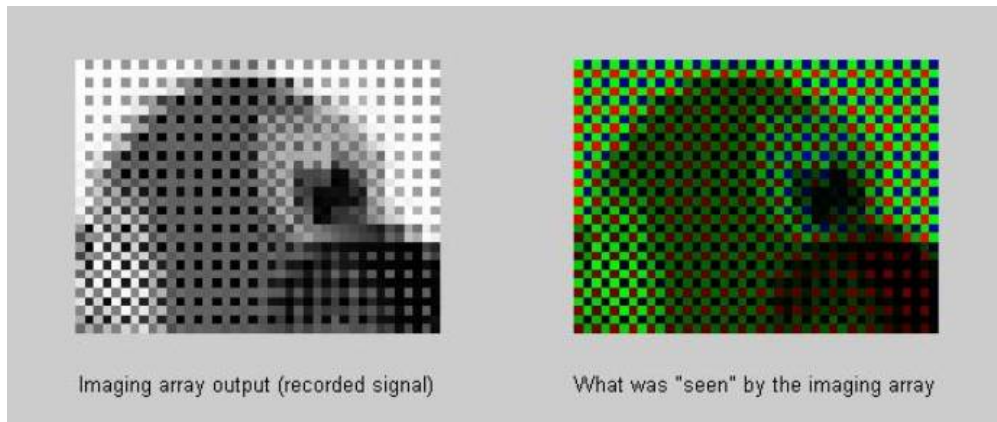 Imaging array output (recorded signal)
What was "seen" by the imaging array